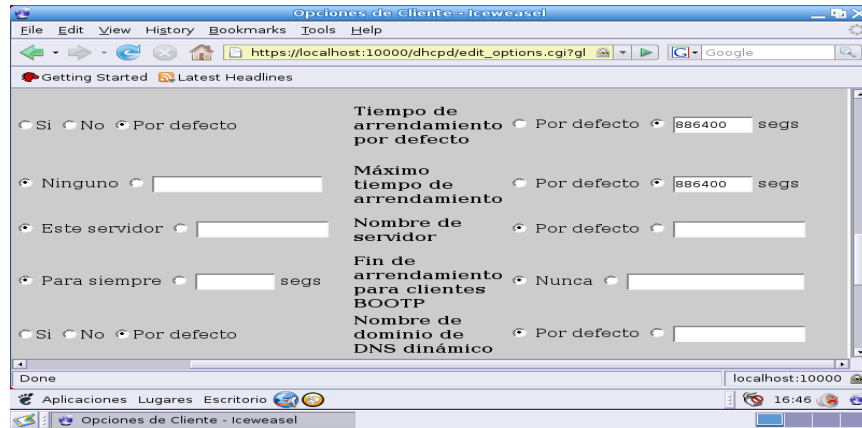 Opciones de Cliente - Iceweasel
File Edit View History Bookmarks Tools Help
https://localhost:10000/dhcpd/edit_options.cgi?gl
G Google
Getting Started Latest Headlines
Si No Por defecto
Tiempo de
arrendamiento
por defecto
Por defecto 886400 segs
Ninguno
Máximo
tiempo de
arrendamiento
Por defecto 886400 segs
Este servidor
Nombre de
servidor
Por defecto
Para siempre segs
Fin de
arrendamiento
para clientes
BOOTP
Nunca
Si No Por defecto
Nombre de
dominio de
DNS dinámico
Por defecto
Done
localhost:10000
Aplicaciones Lugares Escritorio
16:46
Opciones de Cliente - Iceweasel